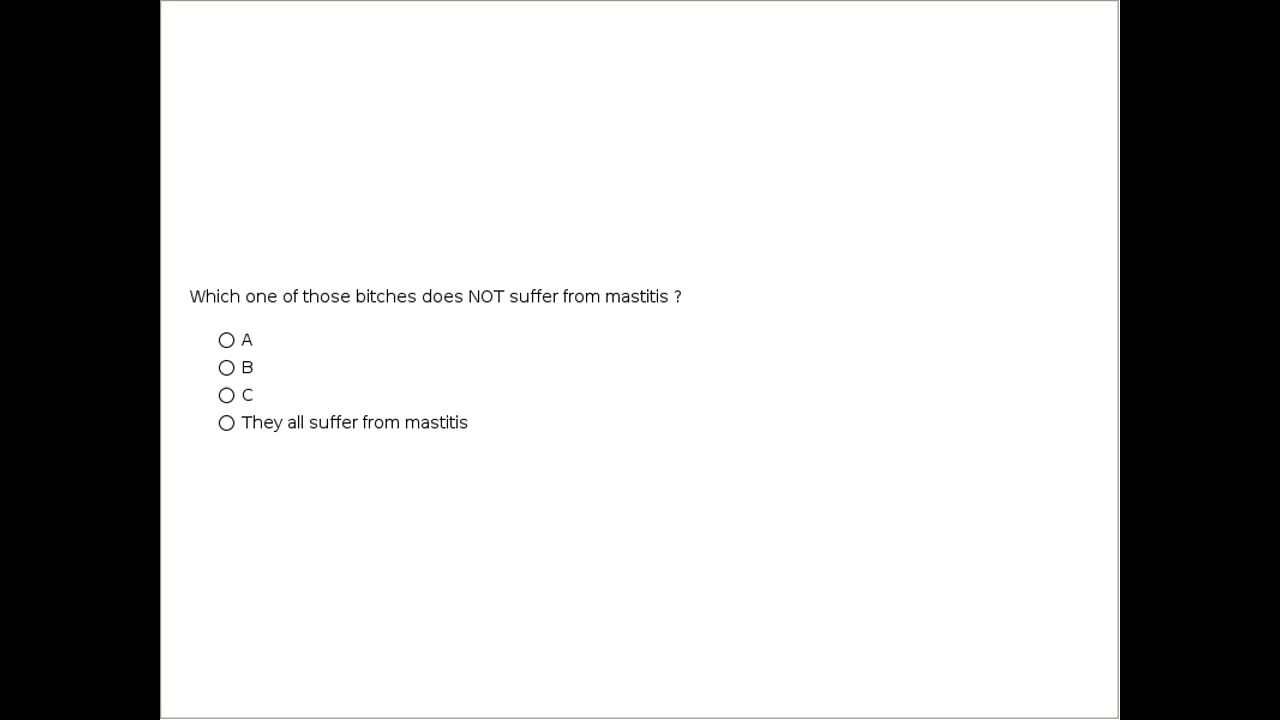 Which one of those bitches does NOT suffer from mastitis ?
A
B
C
They all suffer from mastitis